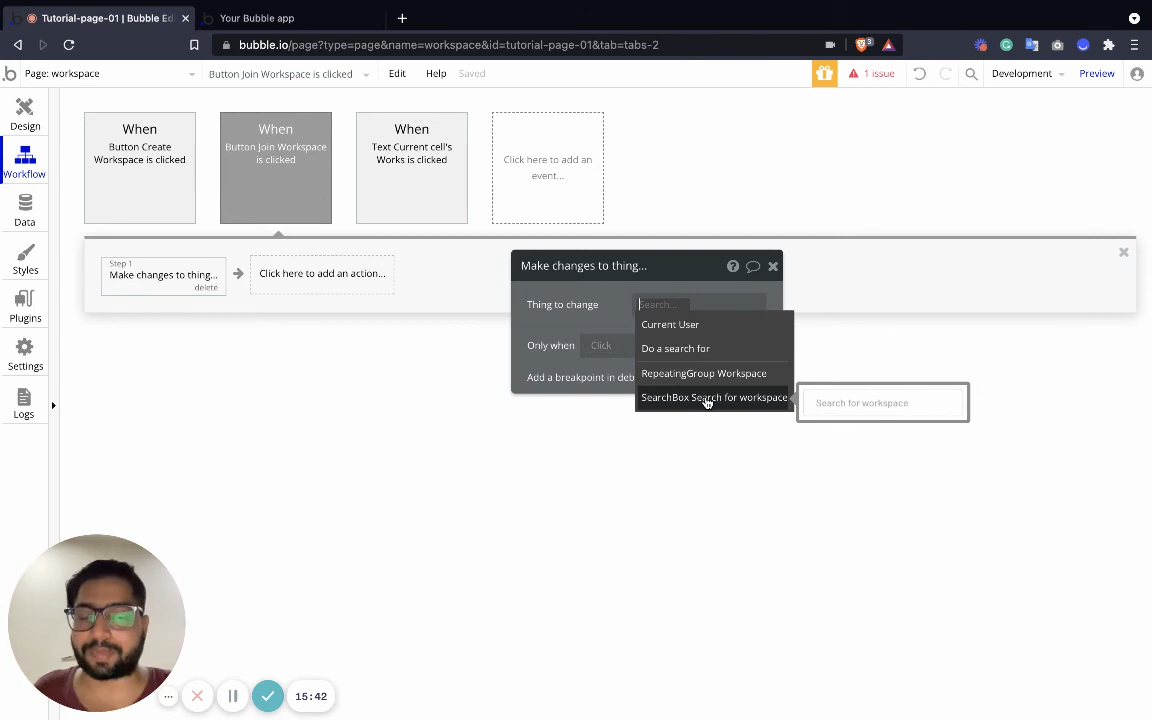 Tutorial-page-01 | Bubble Ed
Your Bubble app
bubble.io/page?type=page&name=workspace&id=tutorial-page-01&tab=tabs-2
3
Page: workspace
Button Join Workspace is clicked
Edit
Help
Saved
1 issue
Development
Preview
Design
Workflow
Data
Styles
Plugins
Settings
Logs
When
Button Create
Workspace is clicked
When
Button Join Workspace
is clicked
When
Text Current cell's
Works is clicked
Click here to add an
event...
Step 1
Make changes to thing...
delete
Click here to add an action...
Make changes to thing...
Thing to change
Search...
Only when
Click
Add a breakpoint in deb
Current User
Do a search for
RepeatingGroup Workspace
SearchBox Search for workspace
Search for workspace
15:42